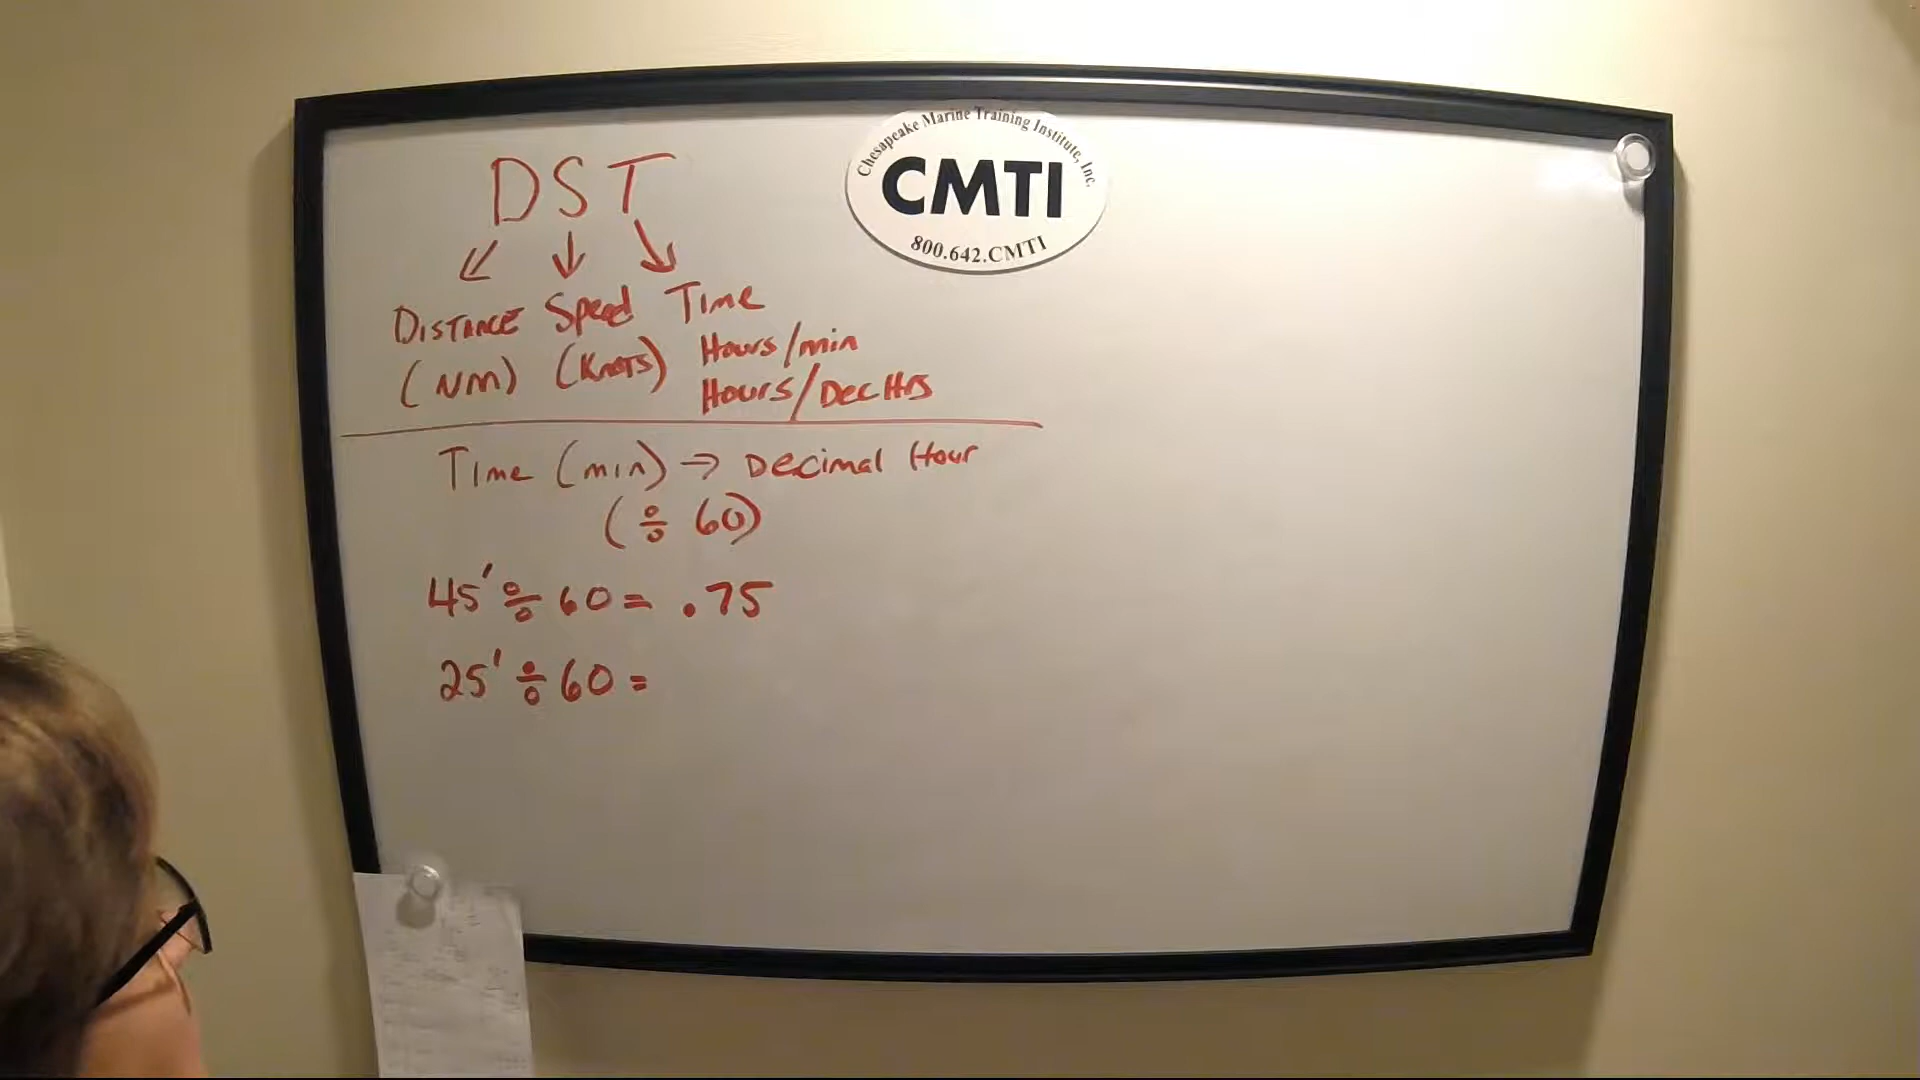 DST
Chesapeake Marine Training Institute, Inc.
CMTI
800.642.CMTI
↙ ↓ ↘
Distance Speed Time
(NM) (Knots) Hours/min
Hours/Dec Hrs
Time (min) → Decimal Hour
(÷ 60)
45' ÷ 60 = .75
25' ÷ 60 =